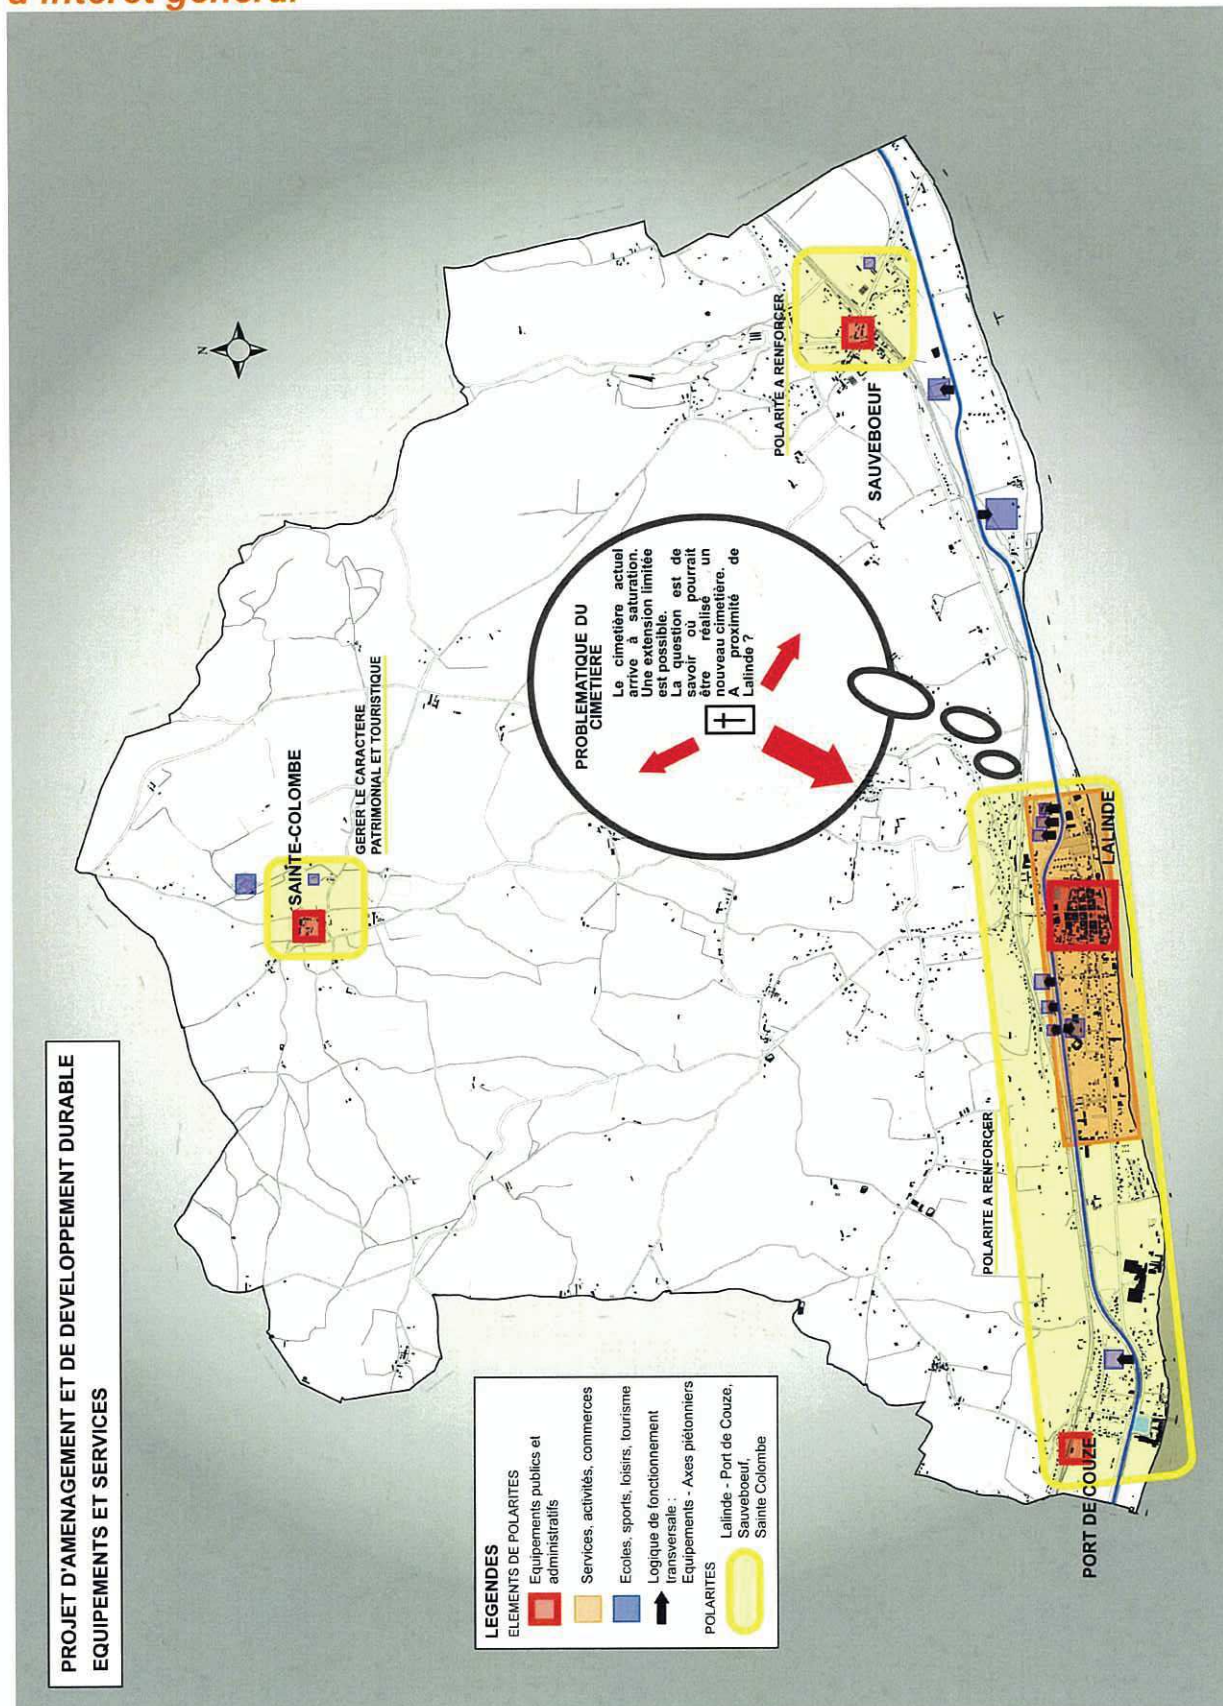 d'intérêt général
PROJET D'AMENAGEMENT ET DE DEVELOPPEMENT DURABLE
EQUIPEMENTS ET SERVICES
N
SAINTE-COLOMBE
GERER LE CARACTERE
PATRIMONIAL ET TOURISTIQUE
PROBLEMATIQUE DU
CIMETIERE
Le cimetière actuel
arrive à saturation.
Une extension limitée
est possible.
La question est de
savoir où pourrait
être réalisé un
nouveau cimetière.
A proximité de
Lalinde ?
POLARITE A RENFORCER
SAUVEBOEUF
POLARITE A RENFORCER
LALINDE
PORT DE COUZE
LEGENDES
ELEMENTS DE POLARITES
Equipements publics et
administratifs
Services, activités, commerces
Ecoles, sports, loisirs, tourisme
Logique de fonctionnement
transversale :
Equipements - Axes piétonniers
POLARITES
Lalinde - Port de Couze,
Sauveboeuf,
Sainte Colombe